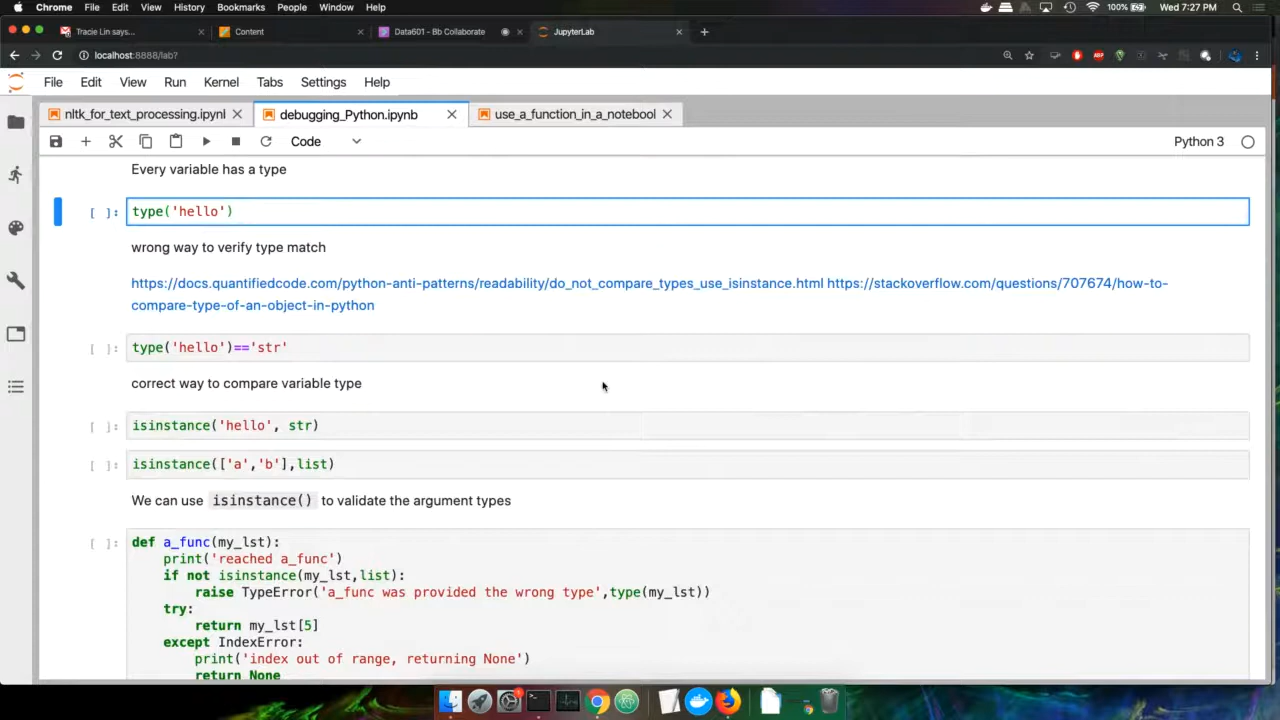 Chrome File Edit View History Bookmarks People Window Help 100% Wed 7:27 PM
Tracie Lin says... Content Data601 - Bb Collaborate JupyterLab
localhost:8888/lab?
File Edit View Run Kernel Tabs Settings Help
nltk_for_text_processing.ipynl debugging_Python.ipynb use_a_function_in_a_notebool
Code Python 3
Every variable has a type
[ ]: type('hello')
wrong way to verify type match
https://docs.quantifiedcode.com/python-anti-patterns/readability/do_not_compare_types_use_isinstance.html https://stackoverflow.com/questions/707674/how-to-
compare-type-of-an-object-in-python
[ ]: type('hello')=='str'
correct way to compare variable type
[ ]: isinstance('hello', str)
[ ]: isinstance(['a','b'],list)
We can use isinstance() to validate the argument types
[ ]: def a_func(my_lst):
print('reached a_func')
if not isinstance(my_lst,list):
raise TypeError('a_func was provided the wrong type',type(my_lst))
try:
return my_lst[5]
except IndexError:
print('index out of range, returning None')
return None